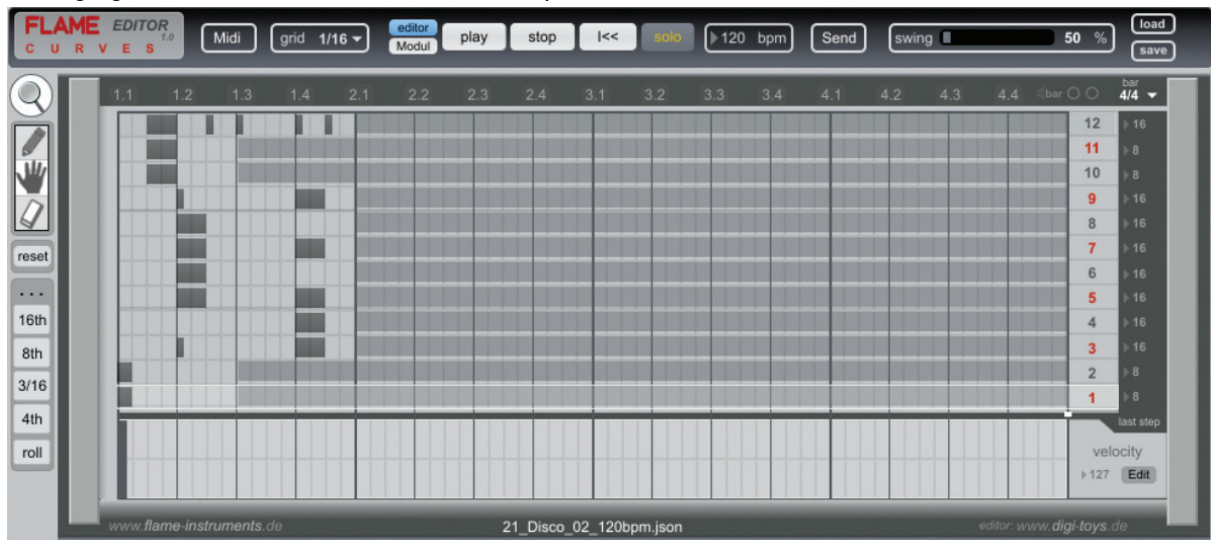 FLAME EDITOR 1.0
CURVES
Midi
grid 1/16
editor
Modul
play
stop
I<<
solo
120 bpm
Send
swing
50 %
load
save
1.1 1.2 1.3 1.4 2.1 2.2 2.3 2.4 3.1 3.2 3.3 3.4 4.1 4.2 4.3 4.4 bar
bar
4/4
12 16
11 8
10 8
9 16
8 16
7 16
6 16
5 16
4 16
3 16
2 8
1 8
last step
reset
...
16th
8th
3/16
4th
roll
velocity
127 Edit
www.flame-instruments.de
21_Disco_02_120bpm.json
editor: www.digi-toys.de